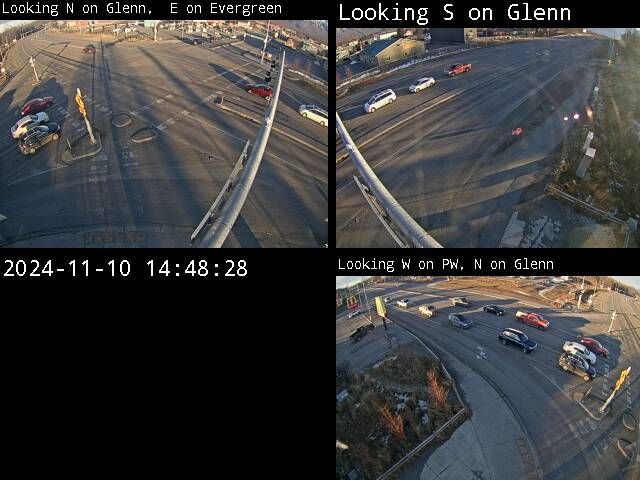 Looking N on Glenn,  E on Evergreen
Looking S on Glenn
2024-11-10 14:48:28
Looking W on PW, N on Glenn